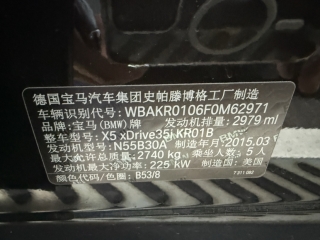 德国宝马汽车集团史帕滕博格工厂制造
车辆识别代号: WBAKR0106F0M62971
品牌: 宝马(BMW)牌 发动机排量: 2979 ml
整车型号: X5 xDrive35i KR01B
发动机型号: N55B30A 制造年月: 2015.03
最大总质量: 2740 kg 乘坐人数: 5 人
发动机最大净功率: 225 kW 制造国: 美国
颜色代码/色色: B53/8